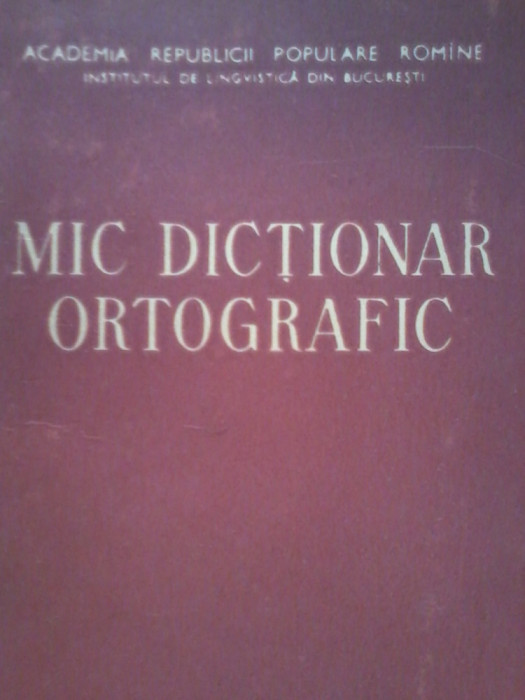 ACADEMIA REPUBLICII POPULARE ROMÎNE
INSTITUTUL DE LINGVISTICĂ DIN BUCUREȘTI
MIC DICȚIONAR
ORTOGRAFIC